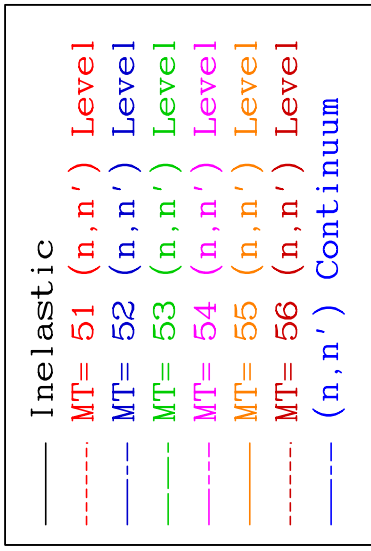 Inelastic
MT= 51 (n,n') Level
MT= 52 (n,n') Level
MT= 53 (n,n') Level
MT= 54 (n,n') Level
MT= 55 (n,n') Level
MT= 56 (n,n') Level
(n,n') Continuum